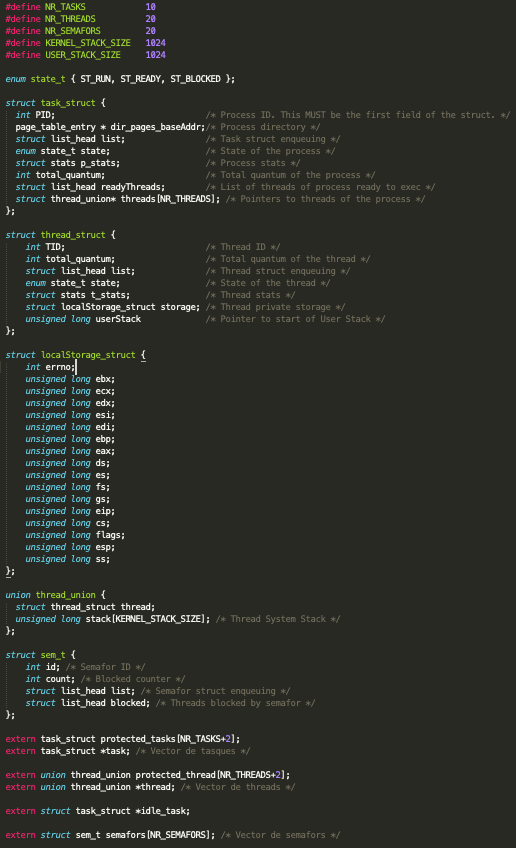 #define NR_TASKS 10
#define NR_THREADS 20
#define NR_SEMAFORS 20
#define KERNEL_STACK_SIZE 1024
#define USER_STACK_SIZE 1024

enum state_t { ST_RUN, ST_READY, ST_BLOCKED };

struct task_struct {
  int PID; /* Process ID. This MUST be the first field of the struct. */
  page_table_entry * dir_pages_baseAddr;/* Process directory */
  struct list_head list; /* Task struct enqueuing */
  enum state_t state; /* State of the process */
  struct stats p_stats; /* Process stats */
  int total_quantum; /* Total quantum of the process */
  struct list_head readyThreads; /* List of threads of process ready to exec */
  struct thread_union* threads[NR_THREADS]; /* Pointers to threads of the process */
};

struct thread_struct {
    int TID; /* Thread ID */
    int total_quantum; /* Total quantum of the thread */
    struct list_head list; /* Thread struct enqueuing */
    enum state_t state; /* State of the thread */
    struct stats t_stats; /* Thread stats */
    struct localStorage_struct storage; /* Thread private storage */
    unsigned long userStack /* Pointer to start of User Stack */
};

struct localStorage_struct {
    int errno;
    unsigned long ebx;
    unsigned long ecx;
    unsigned long edx;
    unsigned long esi;
    unsigned long edi;
    unsigned long ebp;
    unsigned long eax;
    unsigned long ds;
    unsigned long es;
    unsigned long fs;
    unsigned long gs;
    unsigned long eip;
    unsigned long cs;
    unsigned long flags;
    unsigned long esp;
    unsigned long ss;
};

union thread_union {
  struct thread_struct thread;
  unsigned long stack[KERNEL_STACK_SIZE]; /* Thread System Stack */
};

struct sem_t {
    int id; /* Semafor ID */
    int count; /* Blocked counter */
    struct list_head list; /* Semafor struct enqueuing */
    struct list_head blocked; /* Threads blocked by semafor */
};

extern task_struct protected_tasks[NR_TASKS+2];
extern task_struct *task; /* Vector de tasques */

extern union thread_union protected_thread[NR_THREADS+2];
extern union thread_union *thread; /* Vector de threads */

extern struct task_struct *idle_task;

extern struct sem_t semafors[NR_SEMAFORS]; /* Vector de semafors */